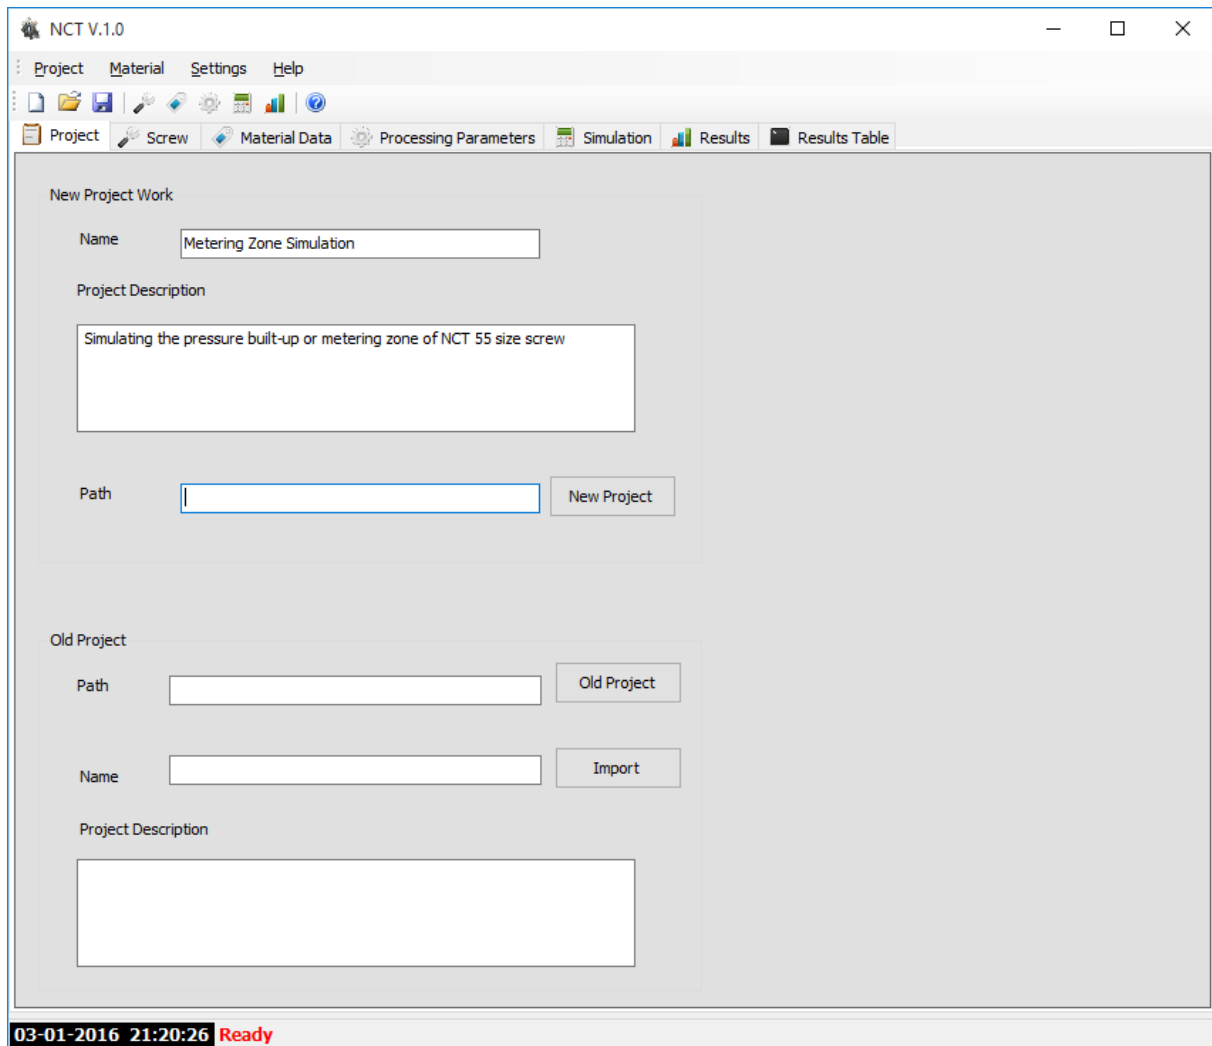 NCT V.1.0
Project Material Settings Help
Project Screw Material Data Processing Parameters Simulation Results Results Table
New Project Work
Name Metering Zone Simulation
Project Description
Simulating the pressure built-up or metering zone of NCT 55 size screw
Path New Project
Old Project
Path Old Project
Name Import
Project Description
03-01-2016 21:20:26 Ready